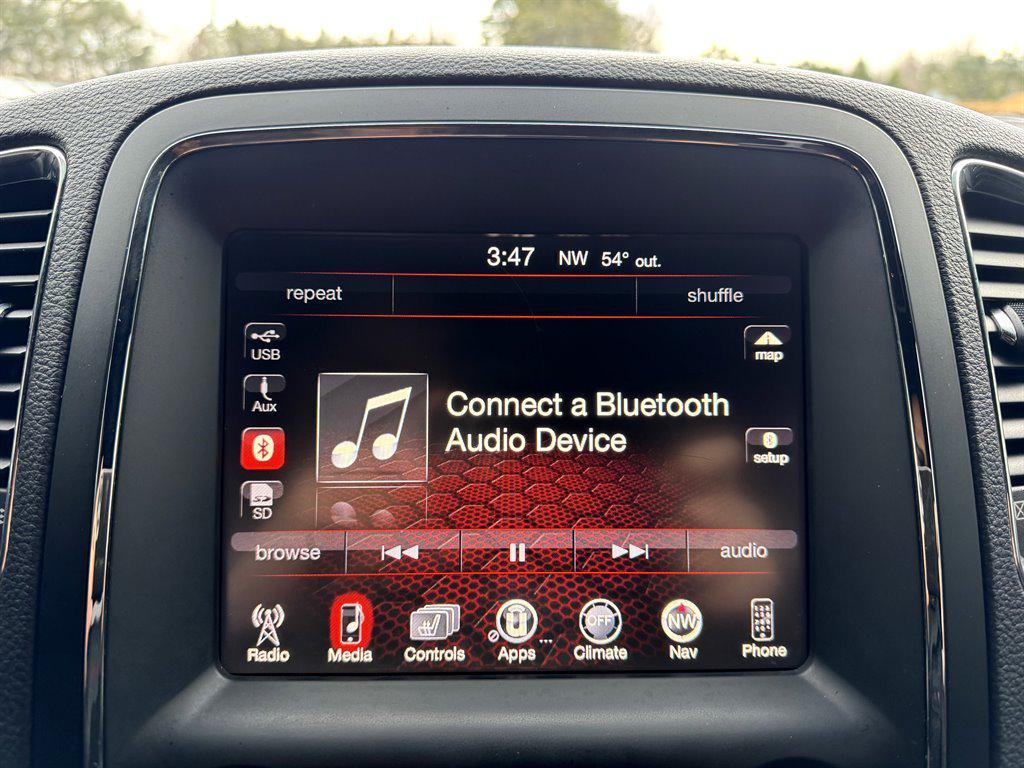 3:47 NW 54° out.
repeat shuffle
USB
map
Aux
Connect a Bluetooth
Audio Device
setup
SD
browse audio
OFF
NW
Radio Media Controls Apps ... Climate Nav Phone